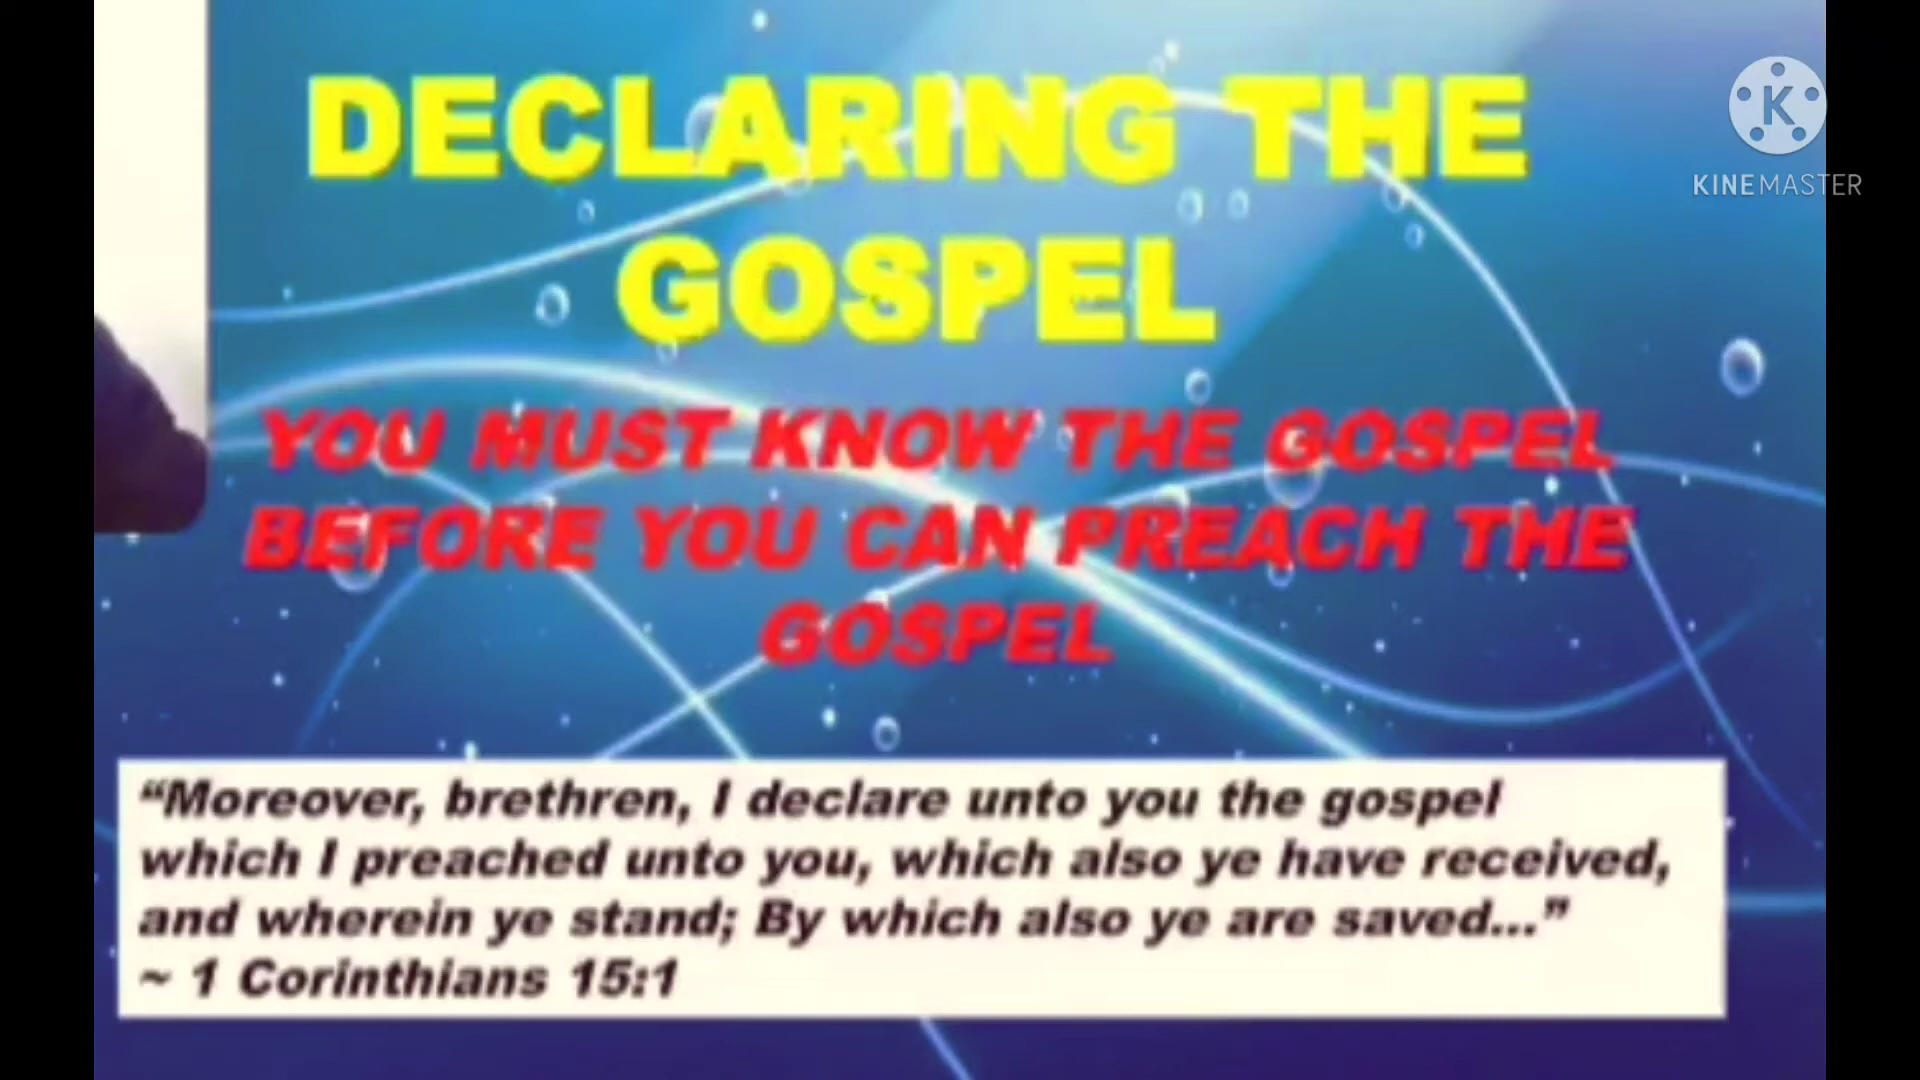 DECLARING THE
GOSPEL
YOU MUST KNOW THE GOSPEL
BEFORE YOU CAN PREACH THE
GOSPEL
“Moreover, brethren, I declare unto you the gospel
which I preached unto you, which also ye have received,
and wherein ye stand; By which also ye are saved...”
~ 1 Corinthians 15:1
K
KINEMASTER